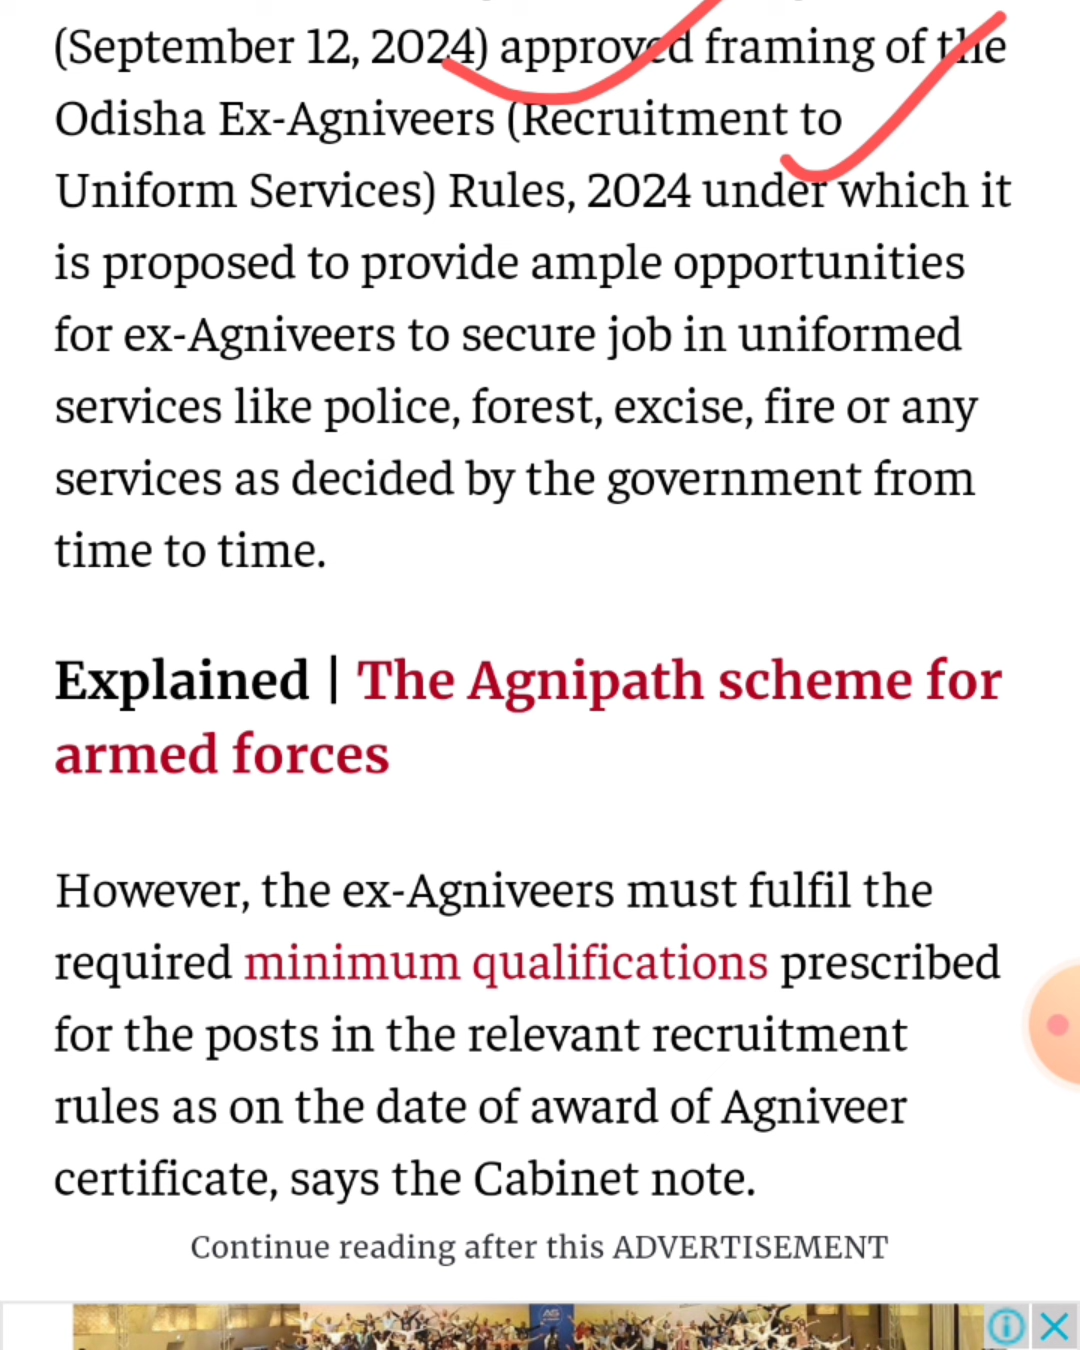 (September 12, 2024) approved framing of the
Odisha Ex-Agniveers (Recruitment to
Uniform Services) Rules, 2024 under which it
is proposed to provide ample opportunities
for ex-Agniveers to secure job in uniformed
services like police, forest, excise, fire or any
services as decided by the government from
time to time.
Explained | The Agnipath scheme for
armed forces
However, the ex-Agniveers must fulfil the
required minimum qualifications prescribed
for the posts in the relevant recruitment
rules as on the date of award of Agniveer
certificate, says the Cabinet note.
Continue reading after this ADVERTISEMENT